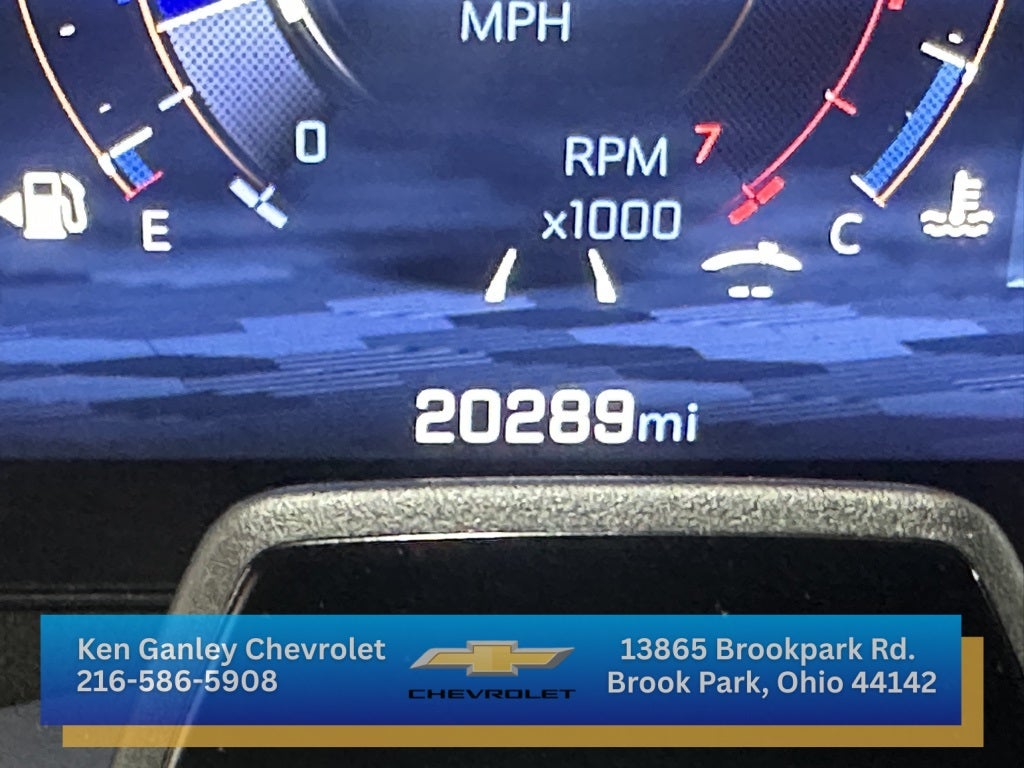 MPH
0
RPM
7
x1000
E
C
20289mi
Ken Ganley Chevrolet
216-586-5908
CHEVROLET
13865 Brookpark Rd.
Brook Park, Ohio 44142